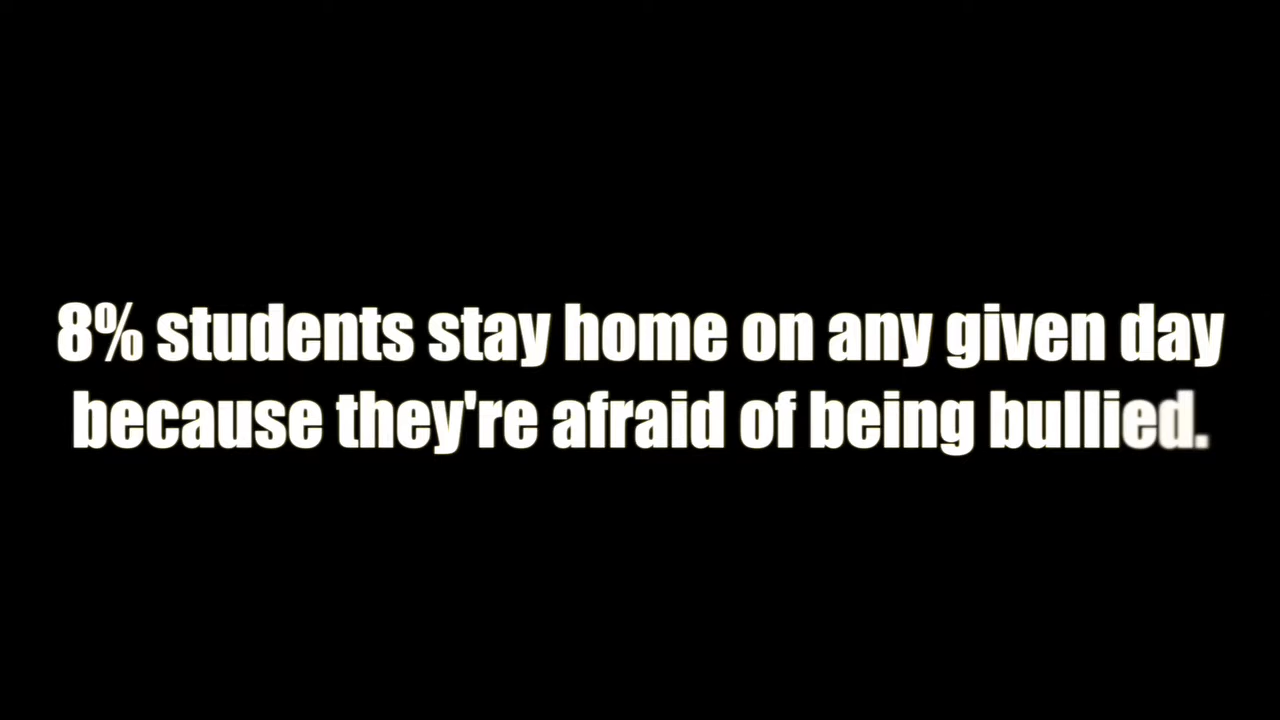 8% students stay home on any given day
because they're afraid of being bullied.